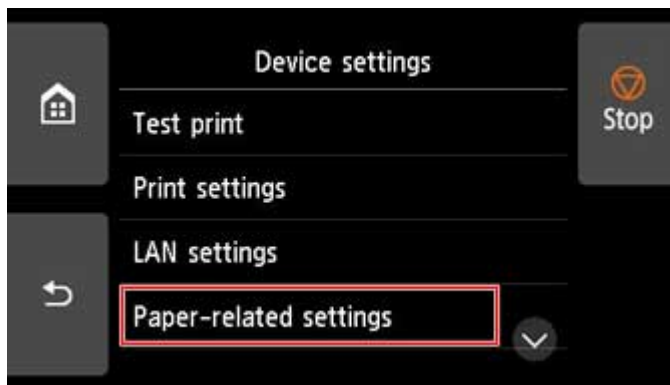 Device settings
Stop
Test print
Print settings
LAN settings
Paper-related settings